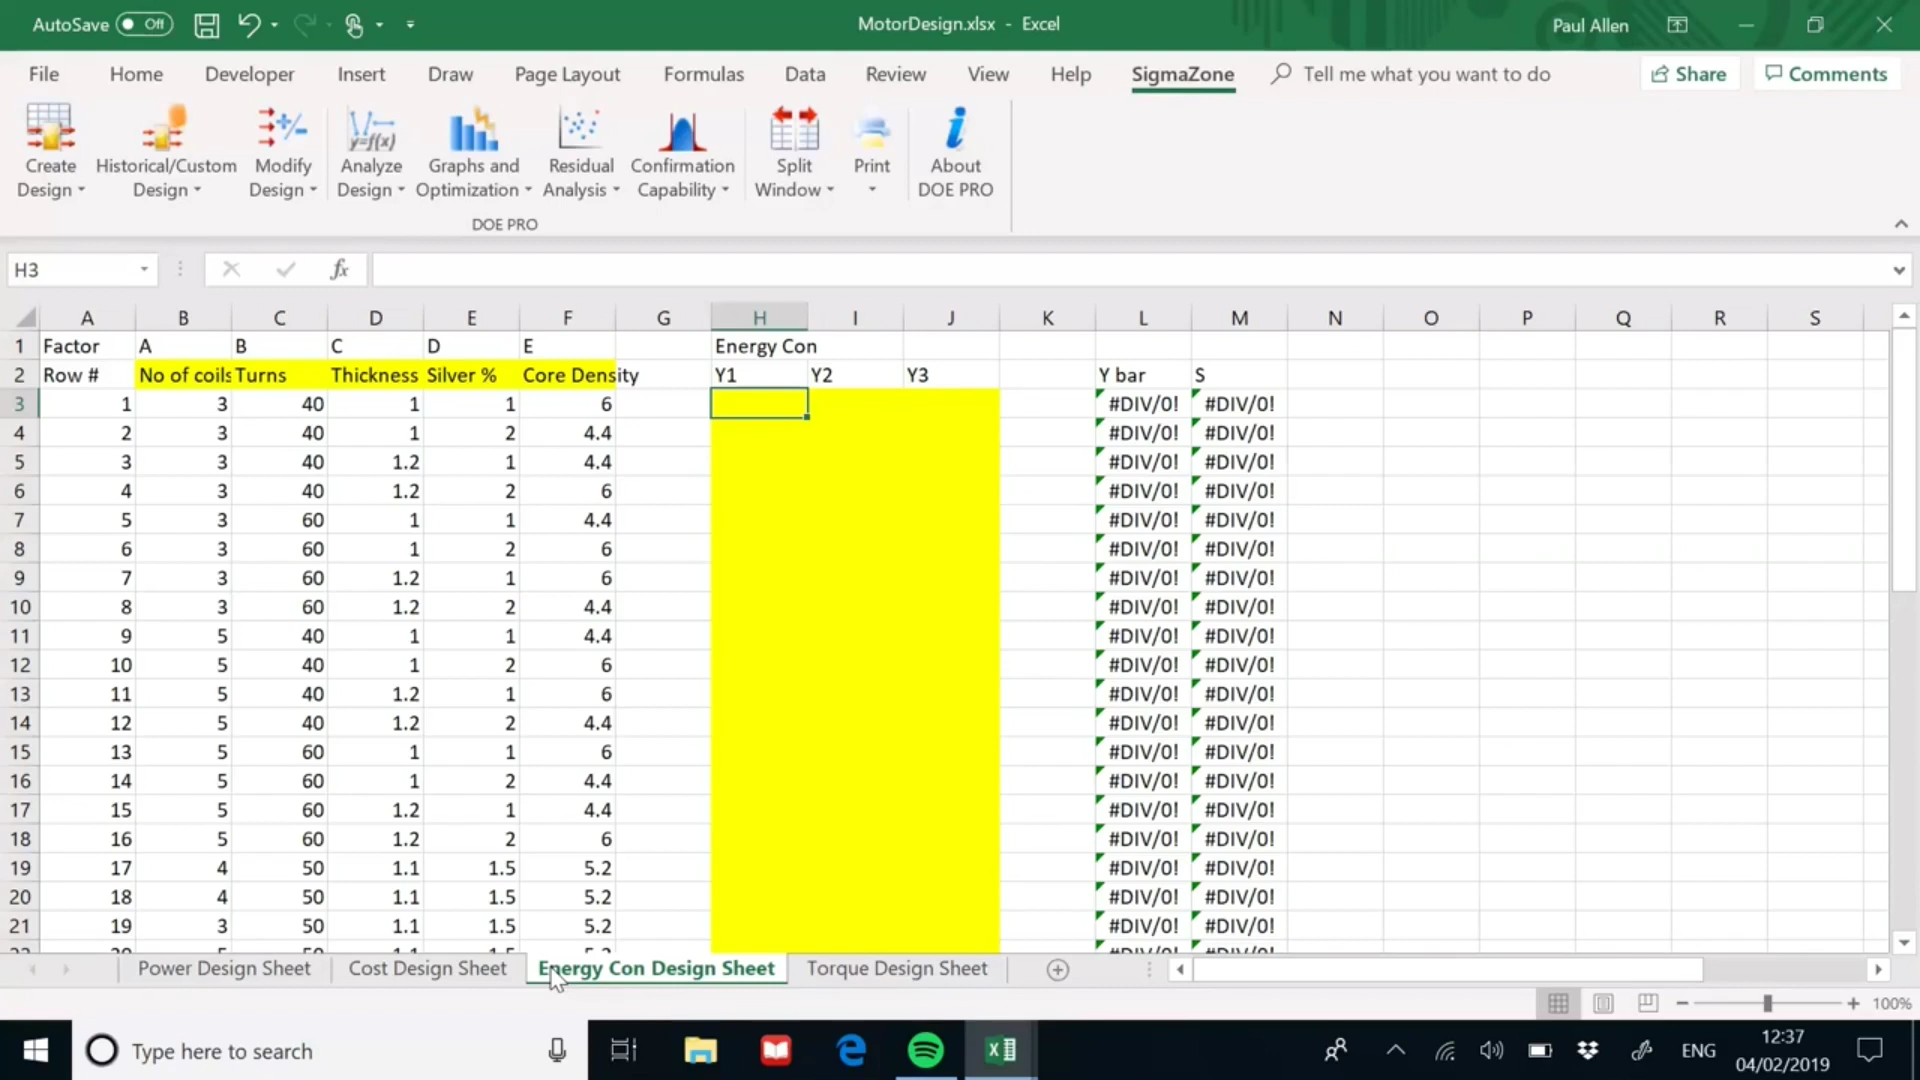 AutoSave Off MotorDesign.xlsx - Excel Paul Allen
File Home Developer Insert Draw Page Layout Formulas Data Review View Help SigmaZone Tell me what you want to do Share Comments
Create Design Historical/Custom Design Modify Design Analyze Design Graphs and Optimization Residual Analysis Confirmation Capability Split Window Print About DOE PRO
DOE PRO
H3 fx
A B C D E F G H I J K L M N O P Q R S
1 Factor A B C D E Energy Con
2 Row # No of coils Turns Thickness Silver % Core Density Y1 Y2 Y3 Y bar S
3 1 3 40 1 1 6 #DIV/0! #DIV/0!
4 2 3 40 1 2 4.4 #DIV/0! #DIV/0!
5 3 3 40 1.2 1 4.4 #DIV/0! #DIV/0!
6 4 3 40 1.2 2 6 #DIV/0! #DIV/0!
7 5 3 60 1 1 4.4 #DIV/0! #DIV/0!
8 6 3 60 1 2 6 #DIV/0! #DIV/0!
9 7 3 60 1.2 1 6 #DIV/0! #DIV/0!
10 8 3 60 1.2 2 4.4 #DIV/0! #DIV/0!
11 9 5 40 1 1 4.4 #DIV/0! #DIV/0!
12 10 5 40 1 2 6 #DIV/0! #DIV/0!
13 11 5 40 1.2 1 6 #DIV/0! #DIV/0!
14 12 5 40 1.2 2 4.4 #DIV/0! #DIV/0!
15 13 5 60 1 1 6 #DIV/0! #DIV/0!
16 14 5 60 1 2 4.4 #DIV/0! #DIV/0!
17 15 5 60 1.2 1 4.4 #DIV/0! #DIV/0!
18 16 5 60 1.2 2 6 #DIV/0! #DIV/0!
19 17 4 50 1.1 1.5 5.2 #DIV/0! #DIV/0!
20 18 4 50 1.1 1.5 5.2 #DIV/0! #DIV/0!
21 19 3 50 1.1 1.5 5.2 #DIV/0! #DIV/0!
Power Design Sheet Cost Design Sheet Energy Con Design Sheet Torque Design Sheet
100%
Type here to search ENG 12:37
04/02/2019